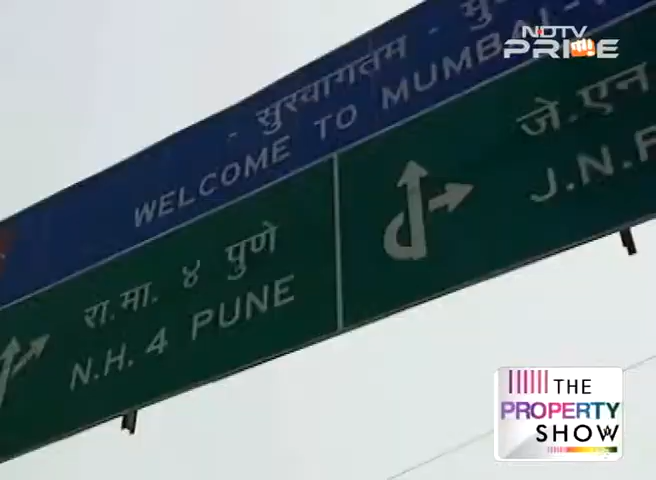 NDTV
PRIME
सुस्वागतम - मु
WELCOME TO MUMBAI-
जे.एन
J.N.P
रा.मा. ४ पुणे
N.H. 4 PUNE
THE
PROPERTY
SHOW